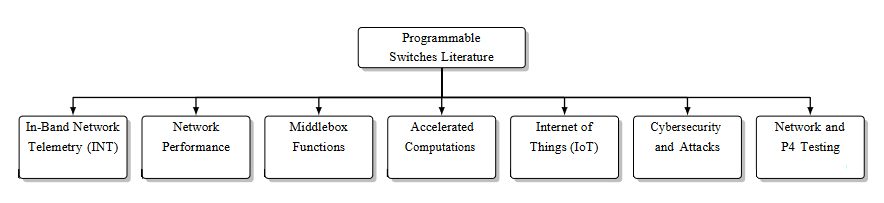 Programmable
Switches Literature
In-Band Network
Telemetry (INT)
Network
Performance
Middlebox
Functions
Accelerated
Computations
Internet of
Things (IoT)
Cybersecurity
and Attacks
Network and
P4 Testing